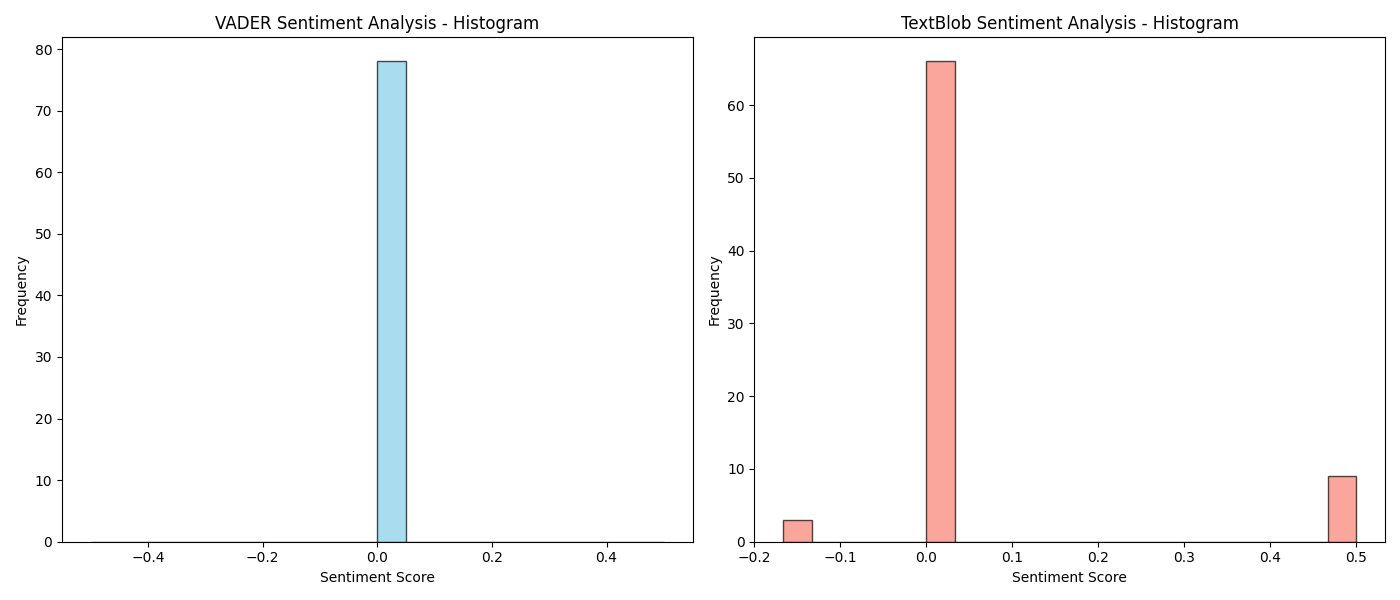 VADER Sentiment Analysis - Histogram
80
70
60
50
40
30
20
10
0
Frequency
−0.4 −0.2 0.0 0.2 0.4
Sentiment Score
TextBlob Sentiment Analysis - Histogram
60
50
40
30
20
10
0
Frequency
−0.2 −0.1 0.0 0.1 0.2 0.3 0.4 0.5
Sentiment Score